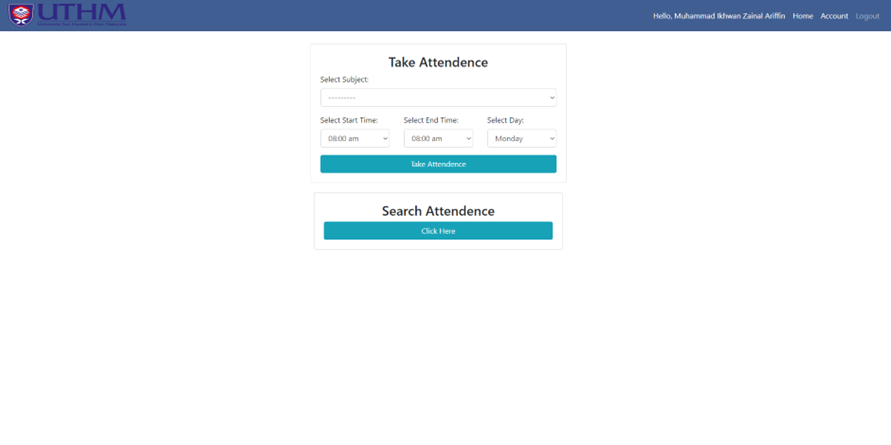 UTHM
Hello, Muhammad Ikhwan Zainal Ariffin Home Account Logout
Take Attendence
Select Subject:
---------
Select Start Time: Select End Time: Select Day:
08:00 am 08:00 am Monday
Take Attendence
Search Attendence
Click Here